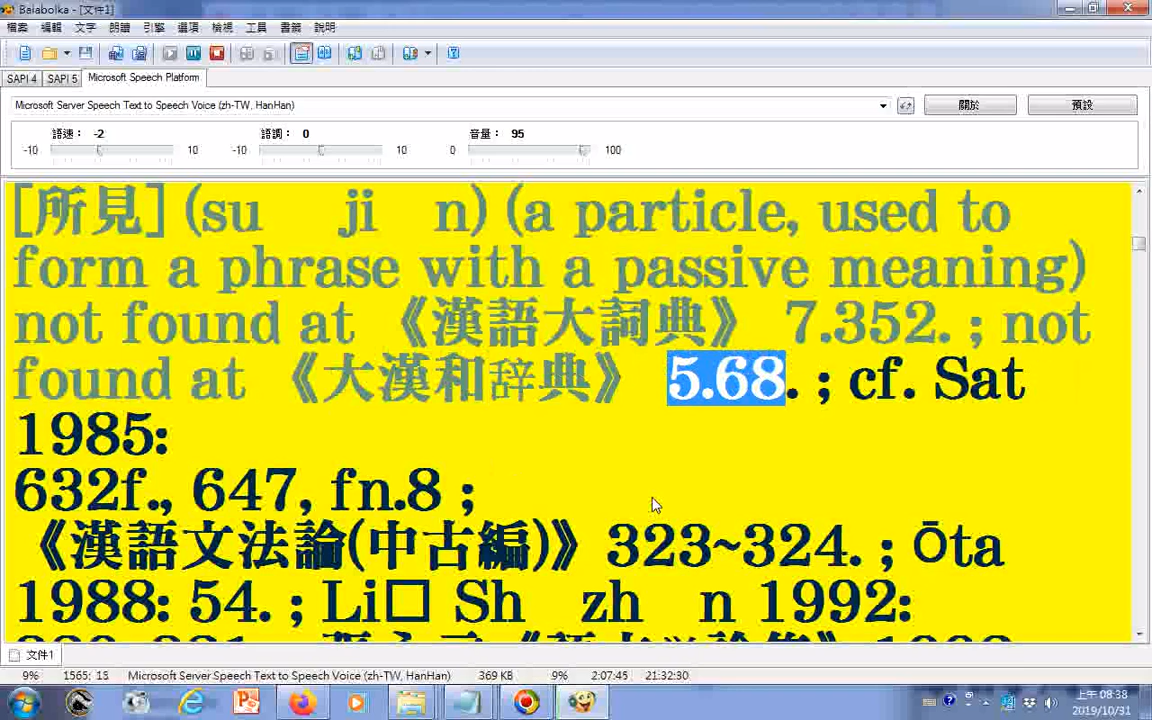 Balabolka - [文件1]
檔案 編輯 文字 朗讀 引擎 選項 檢視 工具 書籤 說明
SAPI 4 SAPI 5 Microsoft Speech Platform
Microsoft Server Speech Text to Speech Voice (zh-TW, HanHan)
關於 預設
語速： -2 語調： 0 音量： 95
-10 10 -10 10 0 100
[所見] (su ji n) (a particle, used to
form a phrase with a passive meaning)
not found at 《漢語大詞典》 7.352. ; not
found at 《大漢和辞典》 5.68. ; cf. Sat
1985:
632f., 647, fn.8 ;
《漢語文法論(中古編)》323~324. ; Ōta
1988: 54. ; Li□ Sh zh n 1992:
文件1
9% 1565: 15 Microsoft Server Speech Text to Speech Voice (zh-TW, HanHan) 369 KB 9% 2:07:45 21:32:30
上午 08:38
2019/10/31